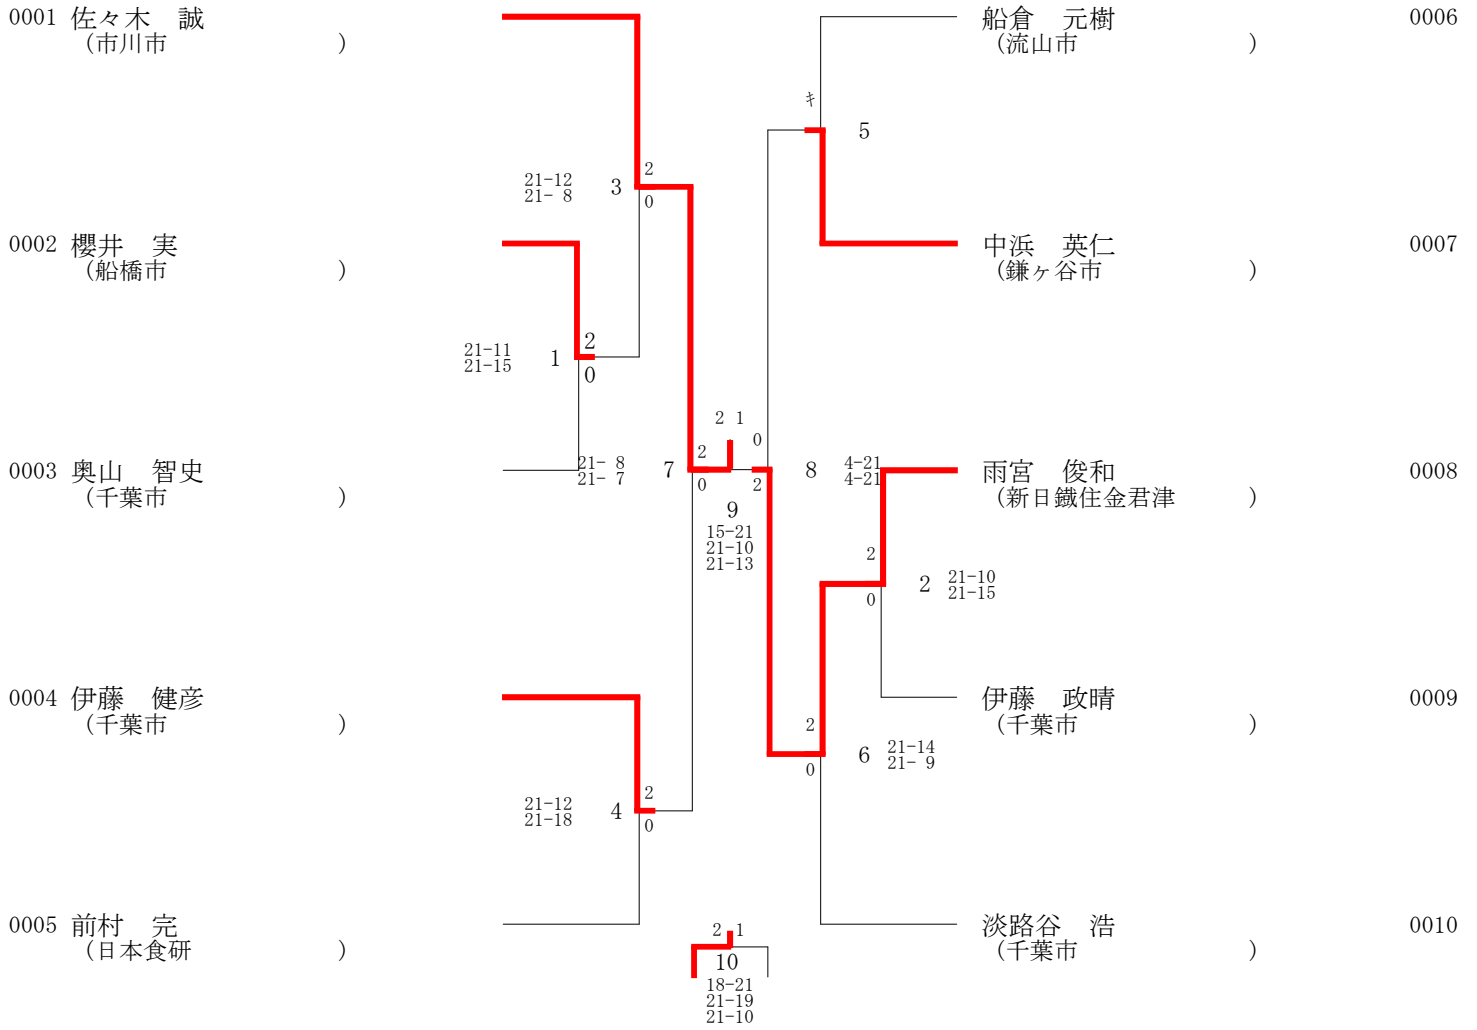 0001 佐々木　誠
（市川市　）
0002 櫻井　実
（船橋市　）
0003 奥山　智史
（千葉市　）
0004 伊藤　健彦
（千葉市　）
0005 前村　完
（日本食研　）
21-12
21- 8
3
2
0
21-11
21-15
1
2
0
21- 8
21- 7
7
2
0
21-12
21-18
4
2
0
2 1
9
15-21
21-10
21-13
2 1
10
18-21
21-19
21-10
キ
5
0
2
8
4-21
4-21
2
0
2
21-10
21-15
2
0
6
21-14
21- 9
船倉　元樹 0006
（流山市　）
中浜　英仁 0007
（鎌ヶ谷市　）
雨宮　俊和 0008
（新日鐵住金君津　）
伊藤　政晴 0009
（千葉市　）
淡路谷　浩 0010
（千葉市　）